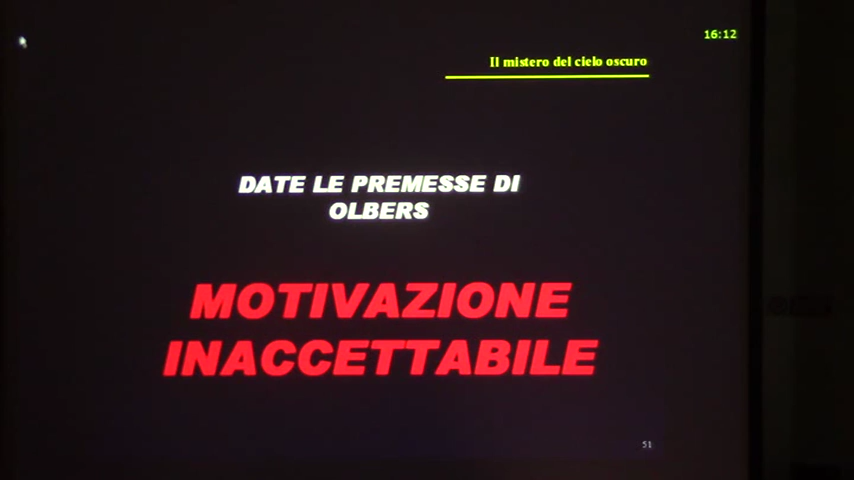 16:12
Il mistero del cielo oscuro
DATE LE PREMESSE DI
OLBERS
MOTIVAZIONE
INACCETTABILE
51